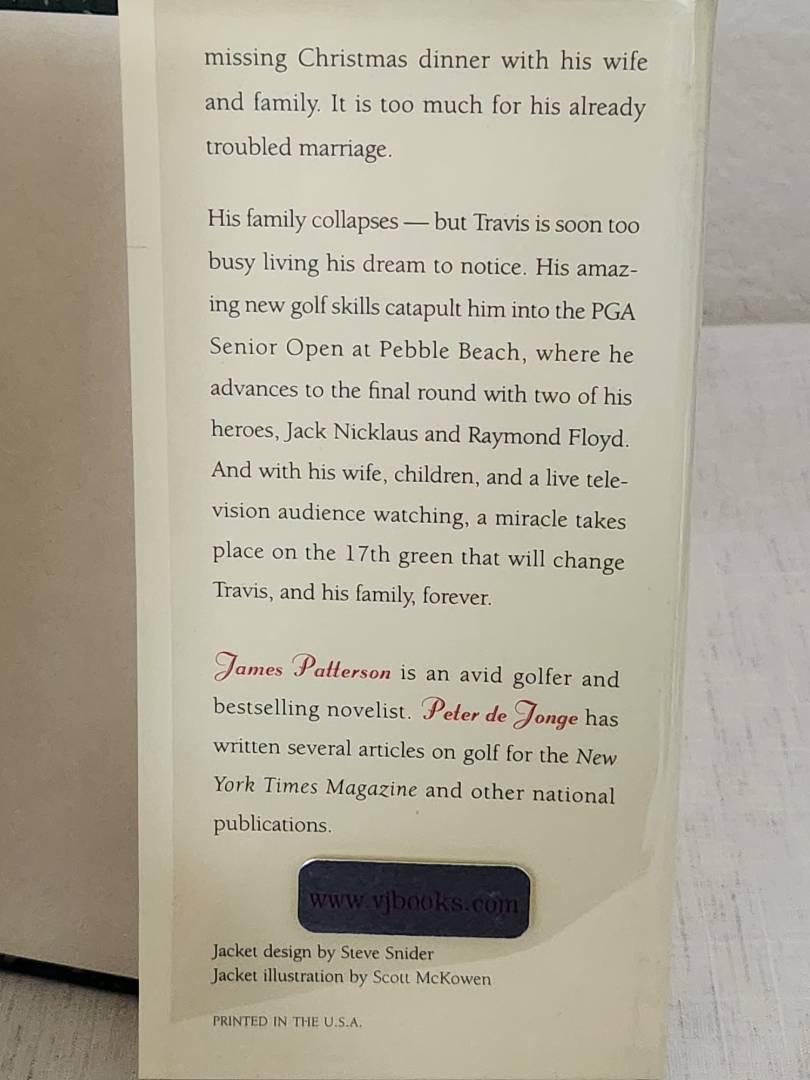 missing Christmas dinner with his wife
and family. It is too much for his already
troubled marriage.
His family collapses — but Travis is soon too
busy living his dream to notice. His amaz-
ing new golf skills catapult him into the PGA
Senior Open at Pebble Beach, where he
advances to the final round with two of his
heroes, Jack Nicklaus and Raymond Floyd.
And with his wife, children, and a live tele-
vision audience watching, a miracle takes
place on the 17th green that will change
Travis, and his family, forever.
James Patterson is an avid golfer and
bestselling novelist. Peter de Jonge has
written several articles on golf for the New
York Times Magazine and other national
publications.
www.vjbooks.com
Jacket design by Steve Snider
Jacket illustration by Scott McKowen
PRINTED IN THE U.S.A.